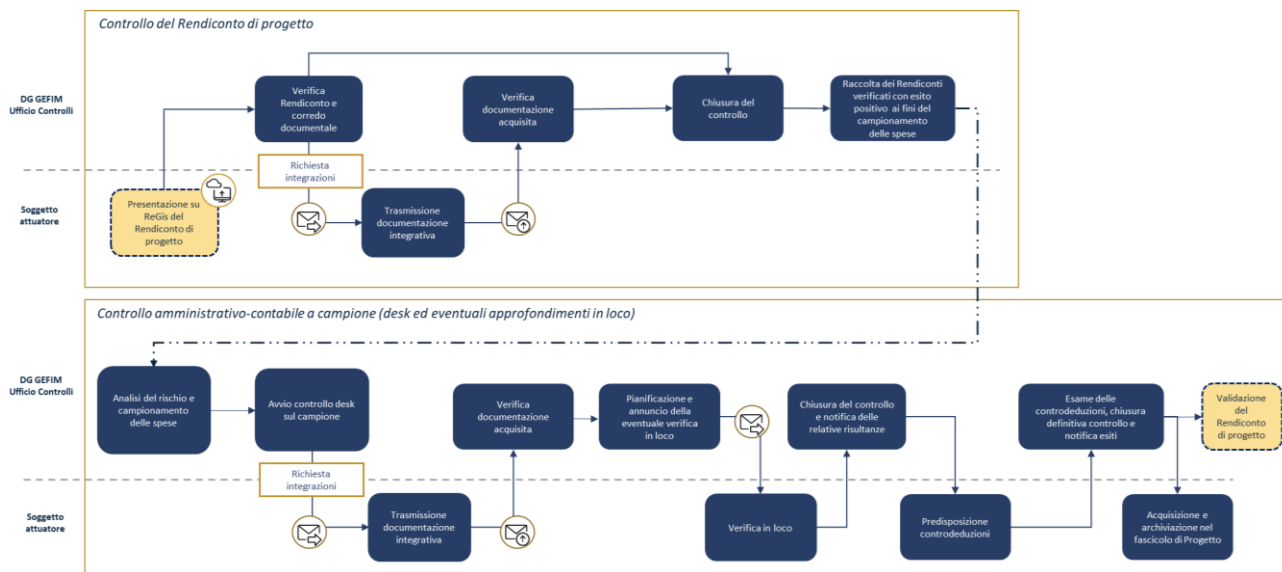 Controllo del Rendiconto di progetto
DG GEFIM
Ufficio Controlli
Verifica
Rendiconto e
corredo
documentale
Verifica
documentazione
acquisita
Chiusura del
controllo
Raccolta dei Rendiconti
verificati con esito
positivo ai fini del
campionamento
delle spese
Richiesta
integrazioni
Soggetto
attuatore
Presentazione su
ReGis del
Rendiconto di
progetto
Trasmissione
documentazione
integrativa
Controllo amministrativo-contabile a campione (desk ed eventuali approfondimenti in loco)
DG GEFIM
Ufficio Controlli
Analisi del rischio e
campionamento
delle spese
Avvio controllo desk
sul campione
Verifica
documentazione
acquisita
Pianificazione e
annuncio della
eventuale verifica
in loco
Chiusura del controllo
e notifica delle
relative risultanze
Esame delle
controdeduzioni, chiusura
definitiva controllo e
notifica esiti
Validazione
del
Rendiconto
di progetto
Richiesta
integrazioni
Soggetto
attuatore
Trasmissione
documentazione
integrativa
Verifica in loco
Predisposizione
controdeduzioni
Acquisizione e
archiviazione nel
fascicolo di Progetto